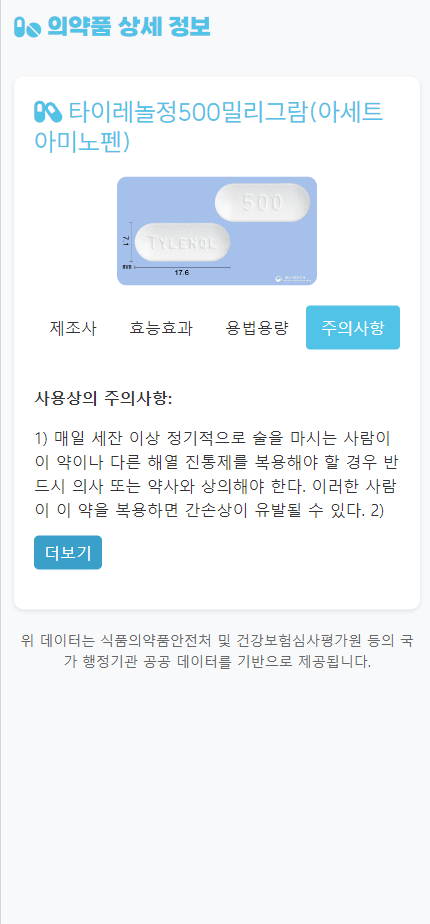 의약품 상세 정보
타이레놀정500밀리그람(아세트
아미노펜)
500
TYLENOL
7.1
mm
17.6
제조사 효능효과 용법용량 주의사항
사용상의 주의사항:
1) 매일 세잔 이상 정기적으로 술을 마시는 사람이
이 약이나 다른 해열 진통제를 복용해야 할 경우 반
드시 의사 또는 약사와 상의해야 한다. 이러한 사람
이 이 약을 복용하면 간손상이 유발될 수 있다. 2)
더보기
위 데이터는 식품의약품안전처 및 건강보험심사평가원 등의 국
가 행정기관 공공 데이터를 기반으로 제공됩니다.